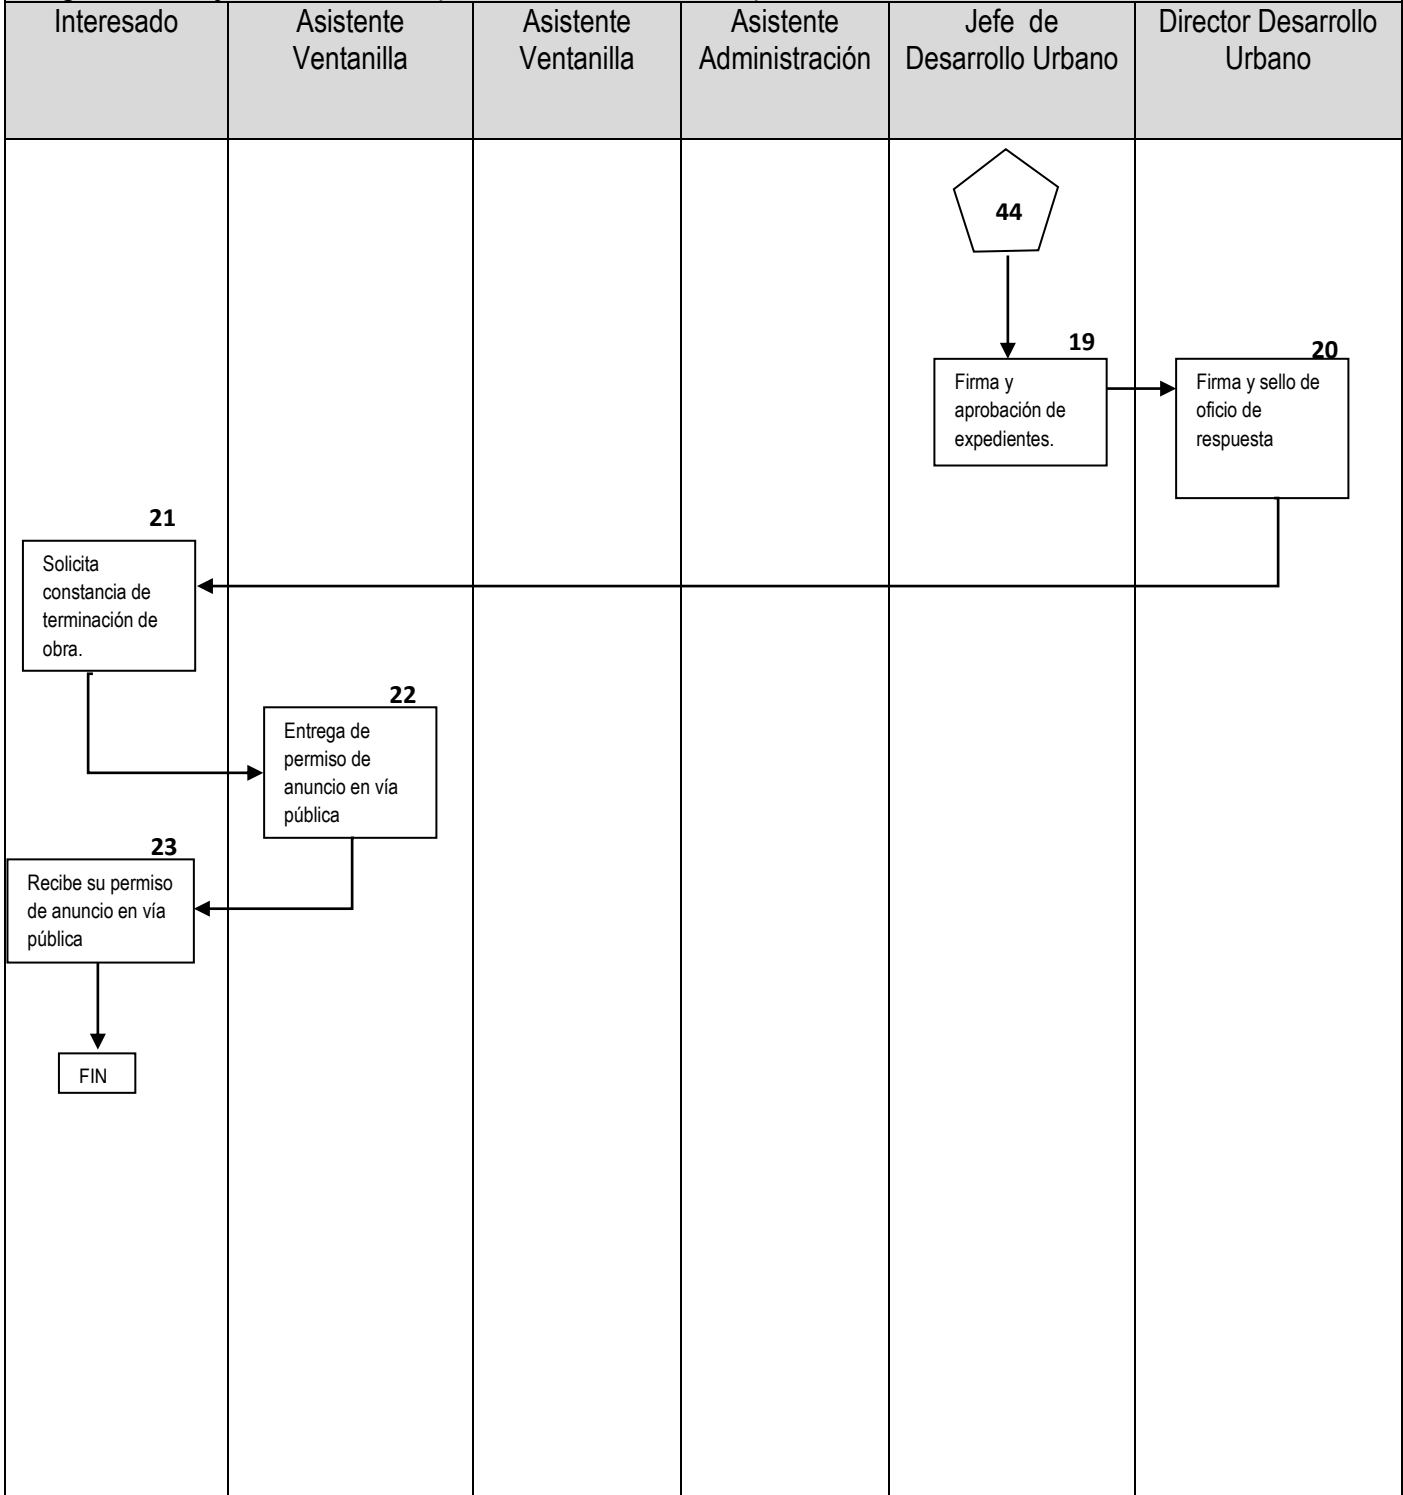 Interesado
Asistente
Ventanilla
Asistente
Ventanilla
Asistente
Administración
Jefe de
Desarrollo Urbano
Director Desarrollo
Urbano
44
19
Firma y
aprobación de
expedientes.
20
Firma y sello de
oficio de
respuesta
21
Solicita
constancia de
terminación de
obra.
22
Entrega de
permiso de
anuncio en vía
pública
23
Recibe su permiso
de anuncio en vía
pública
FIN